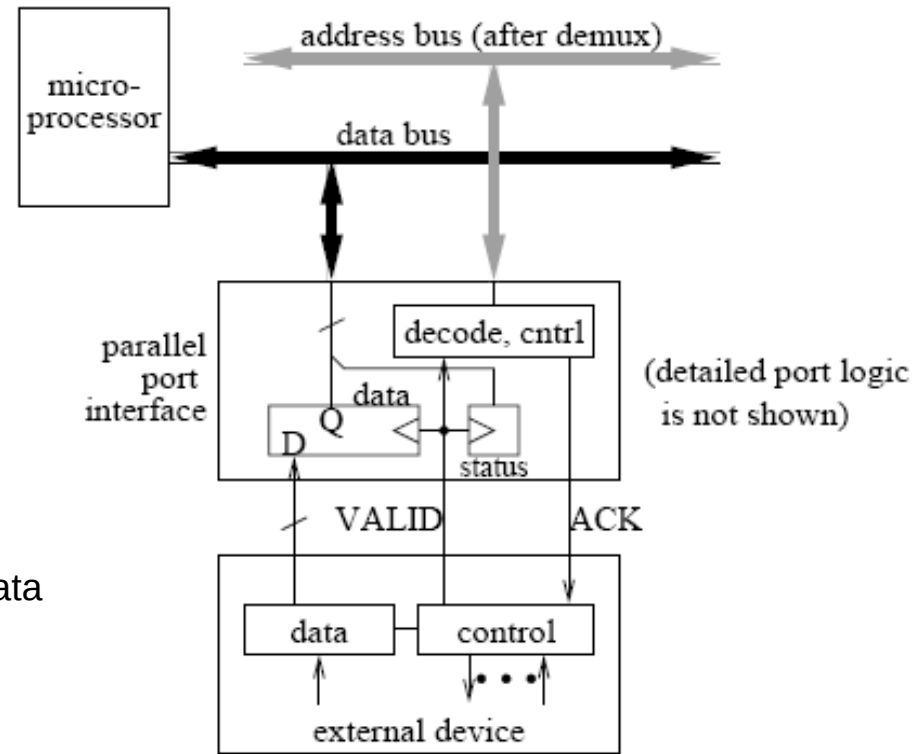 address bus (after demux)
micro-
processor
data bus
decode, cntrl
parallel
port
interface
(detailed port logic
is not shown)
data
Q
D
status
VALID
ACK
ata
data
control
external device